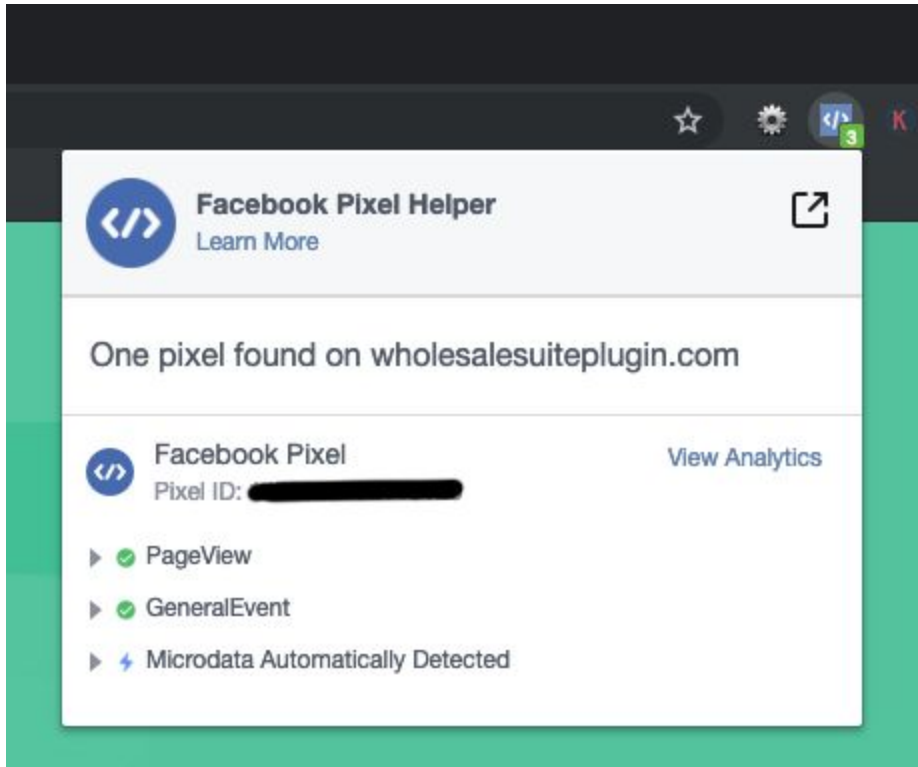 </>
3
K
</>
Facebook Pixel Helper
Learn More
One pixel found on wholesalesuiteplugin.com
</>
Facebook Pixel
View Analytics
Pixel ID:
PageView
GeneralEvent
Microdata Automatically Detected